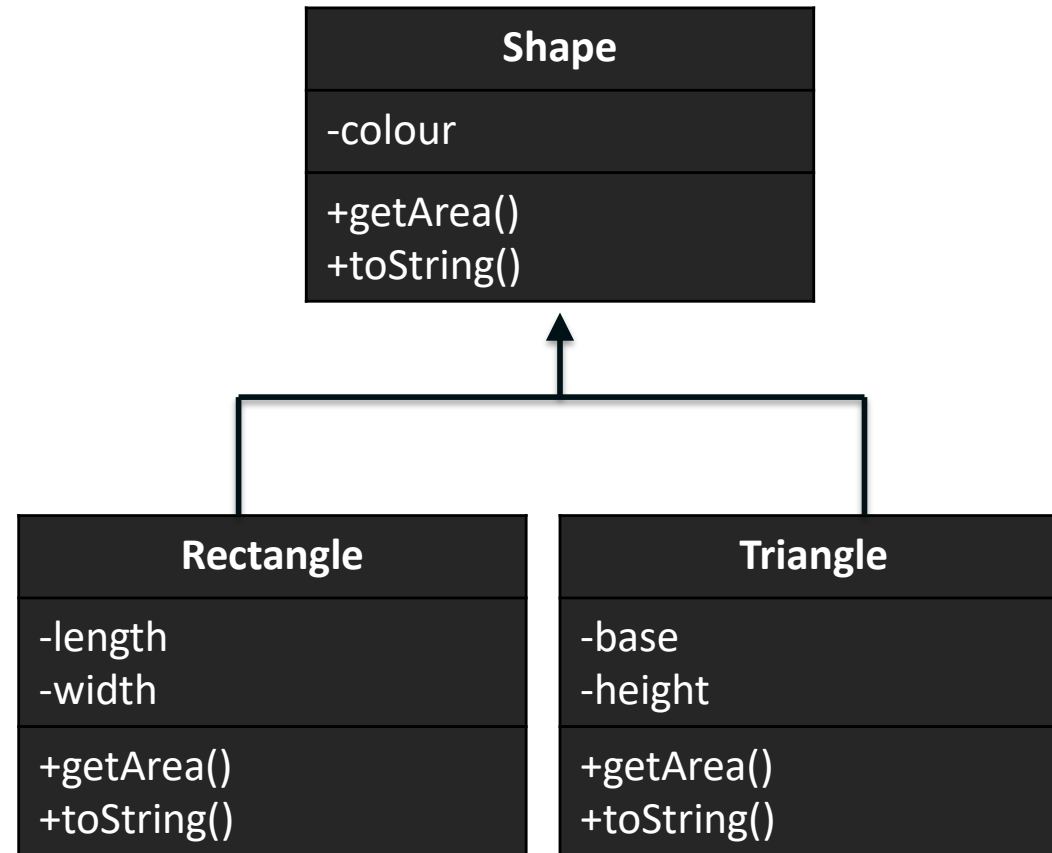 Shape
-colour
+getArea()
+toString()
Rectangle
-length
-width
+getArea()
+toString()
Triangle
-base
-height
+getArea()
+toString()